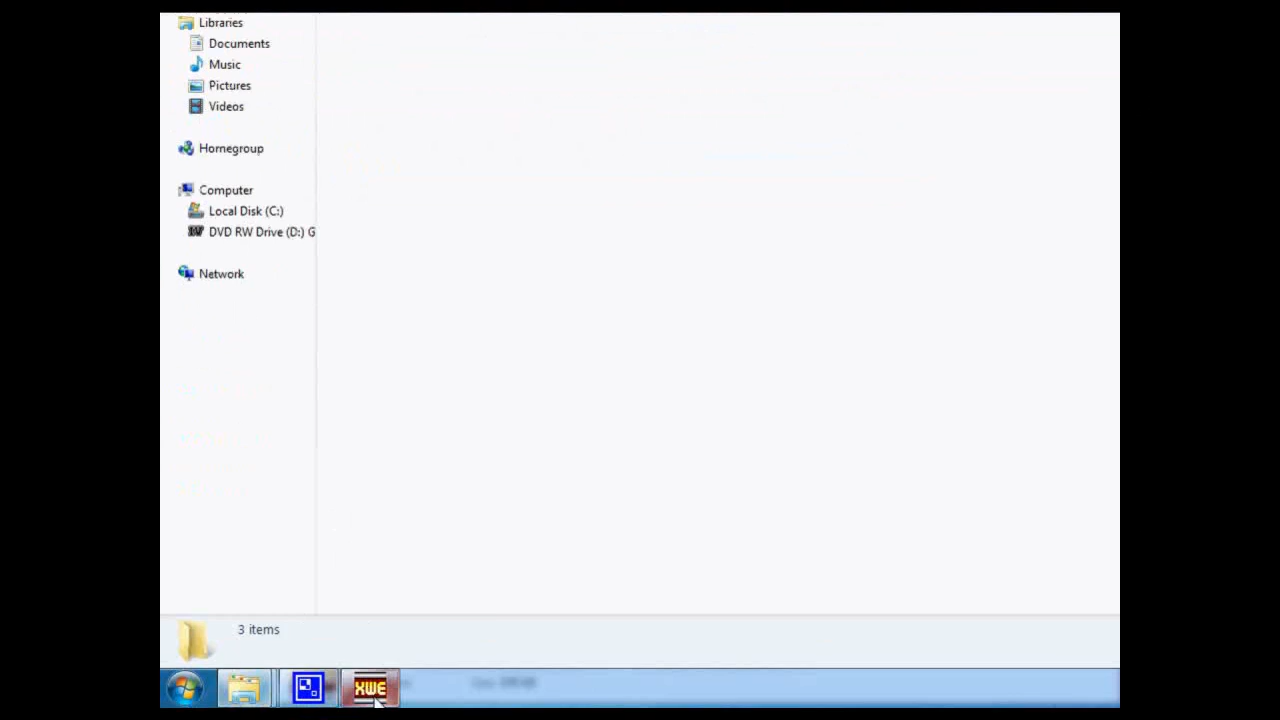 Libraries
Documents
Music
Pictures
Videos
Homegroup
Computer
Local Disk (C:)
DVD RW Drive (D:) G
Network
3 items
XWE